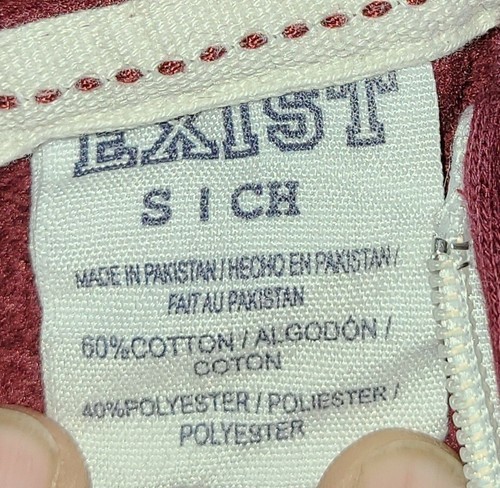 EXIST
S | CH
MADE IN PAKISTAN / HECHO EN PAKISTAN /
FAIT AU PAKISTAN
60%COTTON / ALGODÓN /
COTON
40%POLYESTER / POLIESTER /
POLYESTER